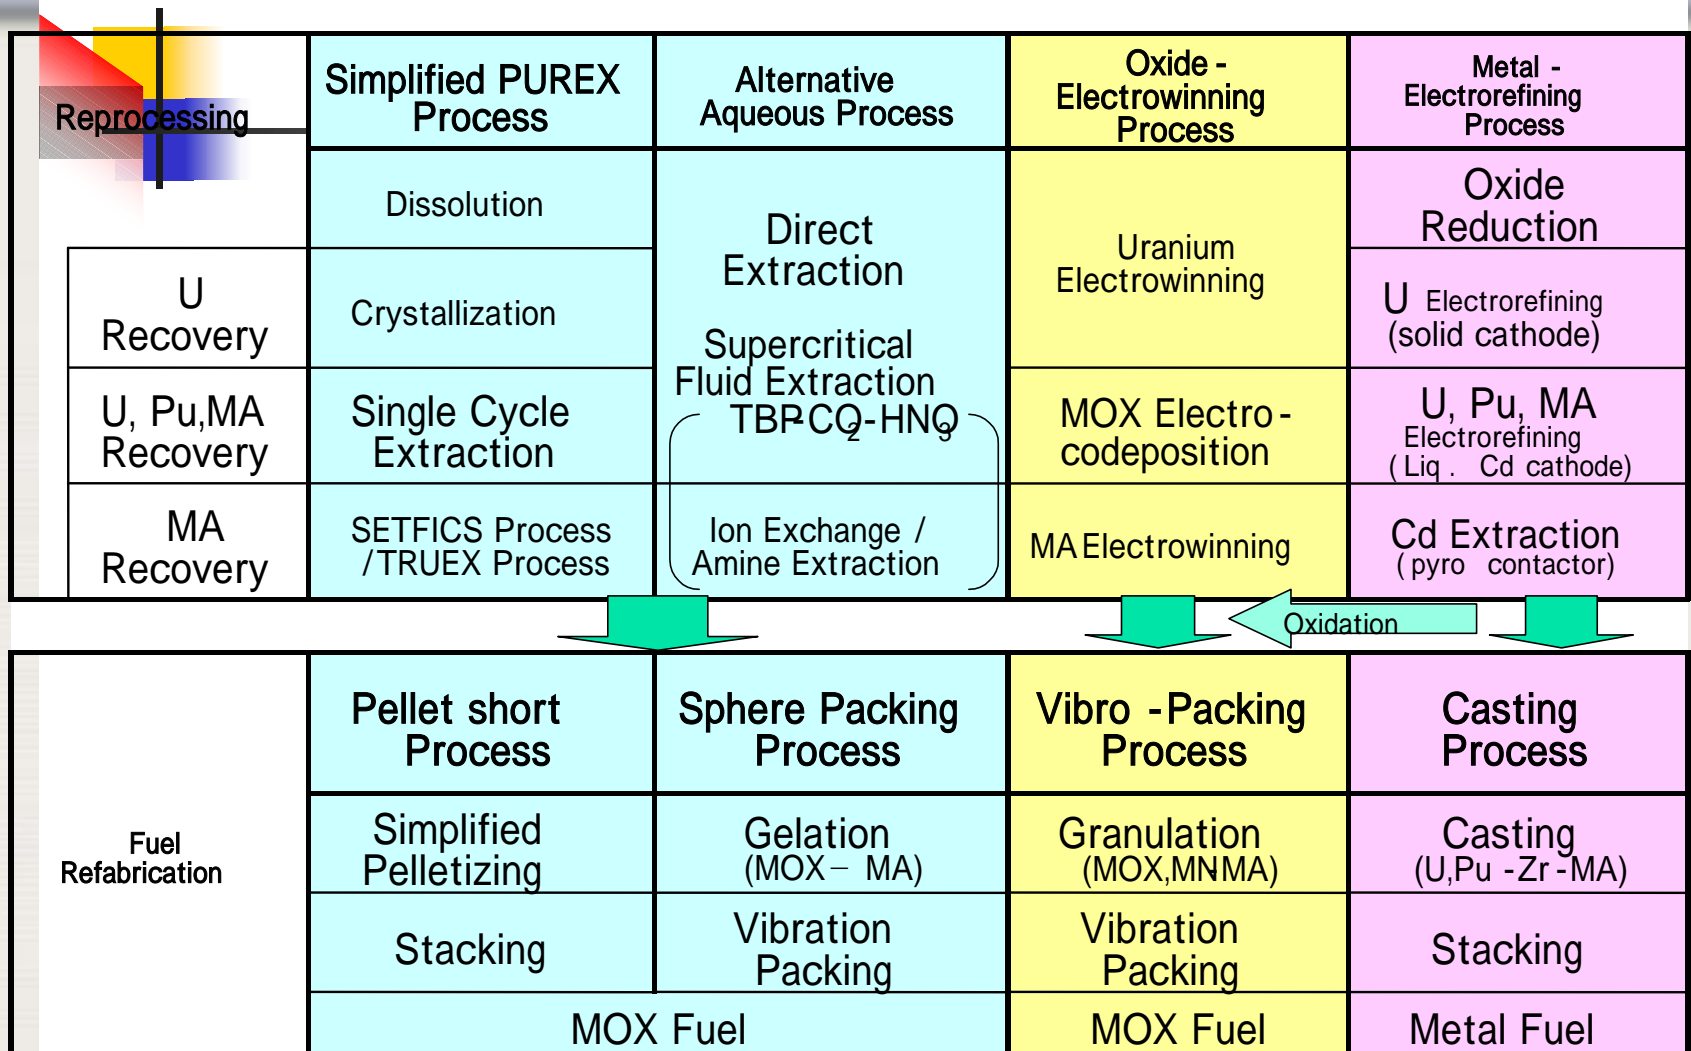 Reprocessing
Simplified PUREX
Process
Alternative
Aqueous Process
Oxide -
Electrowinning
Process
Metal -
Electrorefining
Process
Dissolution
Direct
Extraction
Uranium
Electrowinning
Oxide
Reduction
U
Recovery
Crystallization
Supercritical
Fluid Extraction
TBP-CO2-HNO3
U Electrorefining
(solid cathode)
U, Pu,MA
Recovery
Single Cycle
Extraction
MOX Electro -
codeposition
U, Pu, MA
Electrorefining
( Liq . Cd cathode)
MA
Recovery
SETFICS Process
/TRUEX Process
Ion Exchange /
Amine Extraction
MA Electrowinning
Cd Extraction
( pyro contactor)
Oxidation
Fuel
Refabrication
Pellet short
Process
Sphere Packing
Process
Vibro -Packing
Process
Casting
Process
Simplified
Pelletizing
Gelation
(MOX– MA)
Granulation
(MOX,MN-MA)
Casting
(U,Pu -Zr -MA)
Stacking
Vibration
Packing
Vibration
Packing
Stacking
MOX Fuel
MOX Fuel
Metal Fuel